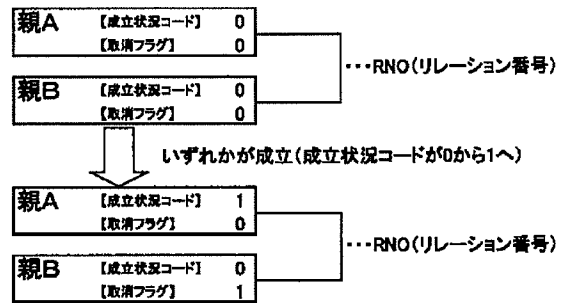 親A 【成立状況コード】 0
【取消フラグ】 0
親B 【成立状況コード】 0
【取消フラグ】 0
・・・RNO(リレーション番号)
いずれかが成立(成立状況コードが0から1へ)
親A 【成立状況コード】 1
【取消フラグ】 0
親B 【成立状況コード】 0
【取消フラグ】 1
・・・RNO(リレーション番号)